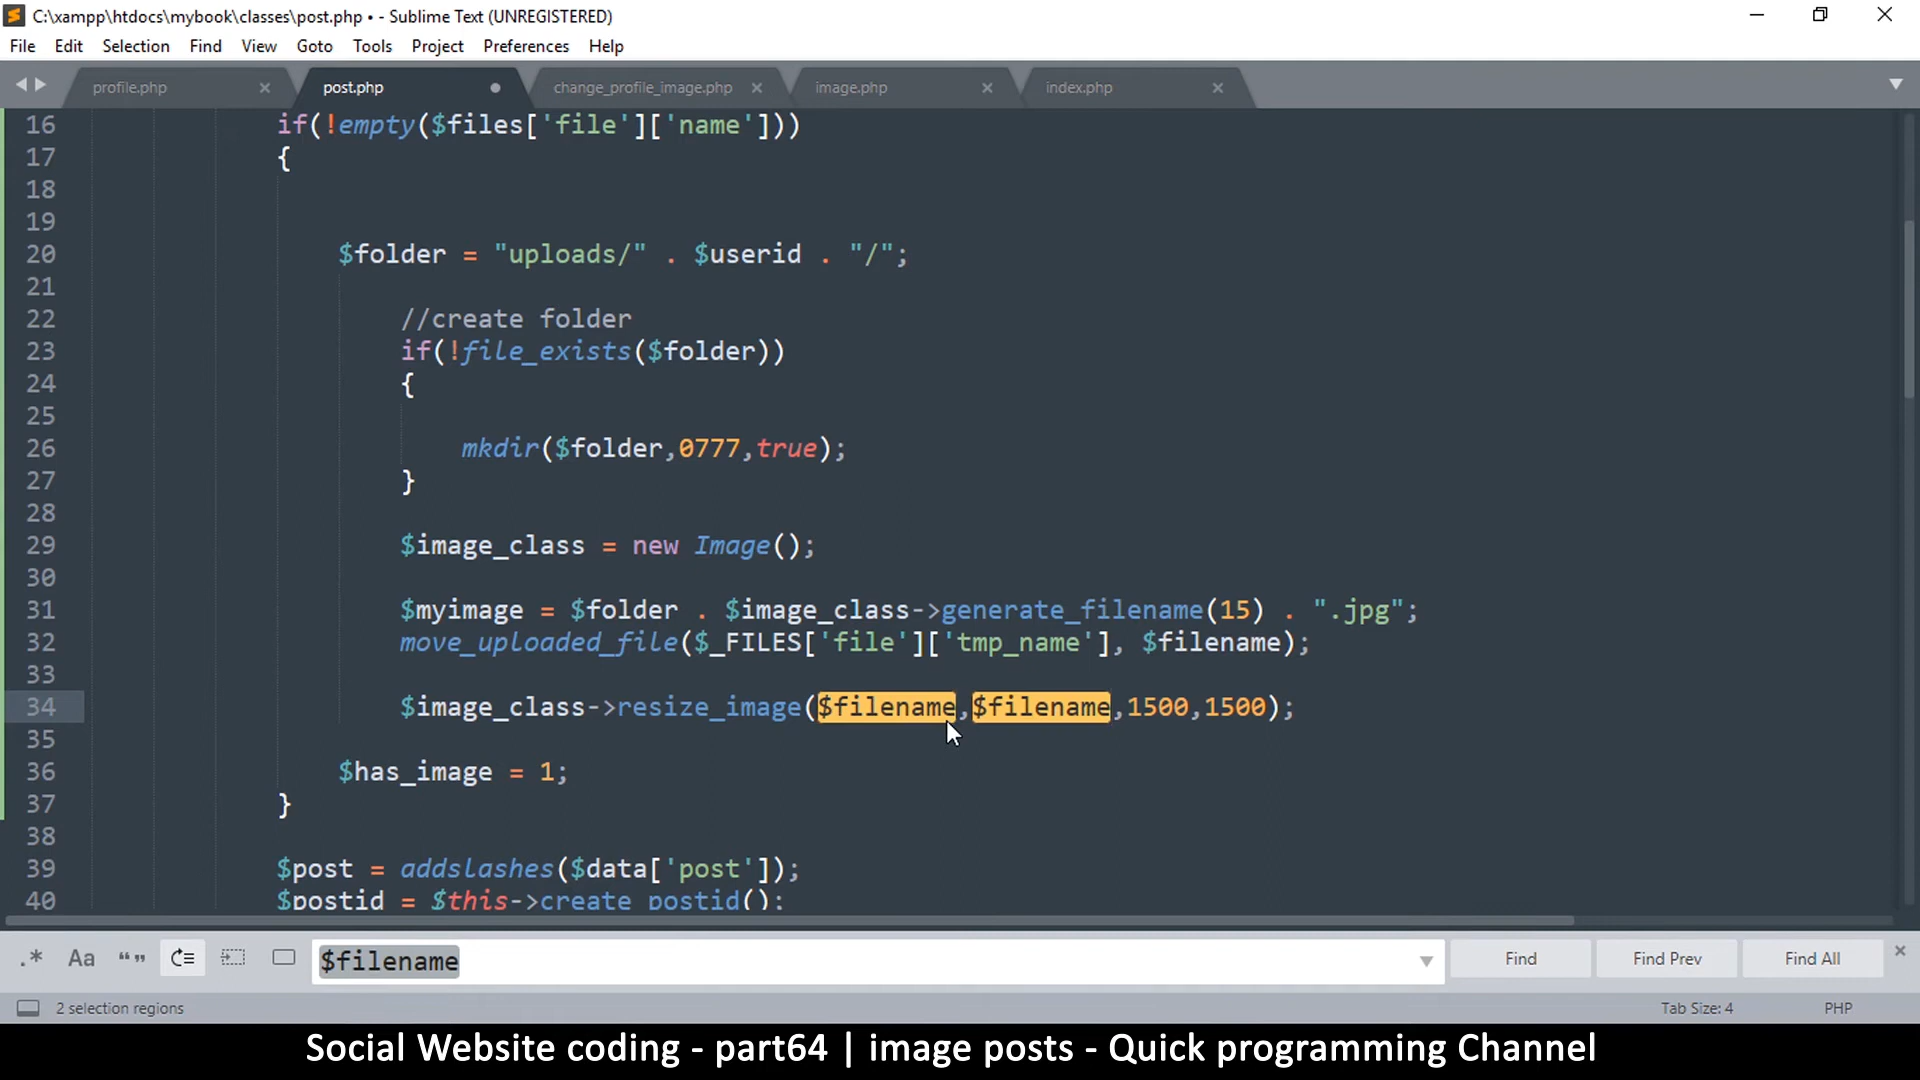 C:\xampp\htdocs\mybook\classes\post.php • - Sublime Text (UNREGISTERED)
File Edit Selection Find View Goto Tools Project Preferences Help
profile.php × post.php change_profile_image.php × image.php × index.php ×
16 if(!empty($files['file']['name']))
17 {
18
19
20 $folder = "uploads/" . $userid . "/";
21
22 //create folder
23 if(!file_exists($folder))
24 {
25
26 mkdir($folder,0777,true);
27 }
28
29 $image_class = new Image();
30
31 $myimage = $folder . $image_class->generate_filename(15) . ".jpg";
32 move_uploaded_file($_FILES['file']['tmp_name'], $filename);
33
34 $image_class->resize_image($filename,$filename,1500,1500);
35
36 $has_image = 1;
37 }
38
39 $post = addslashes($data['post']);
40 $postid = $this->create_postid();
.* Aa “” $filename Find Find Prev Find All ×
2 selection regions Tab Size: 4 PHP
Social Website coding - part64 | image posts - Quick programming Channel